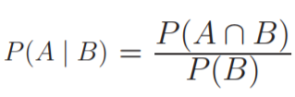 P(A | B) = P(A ∩ B) / P(B)